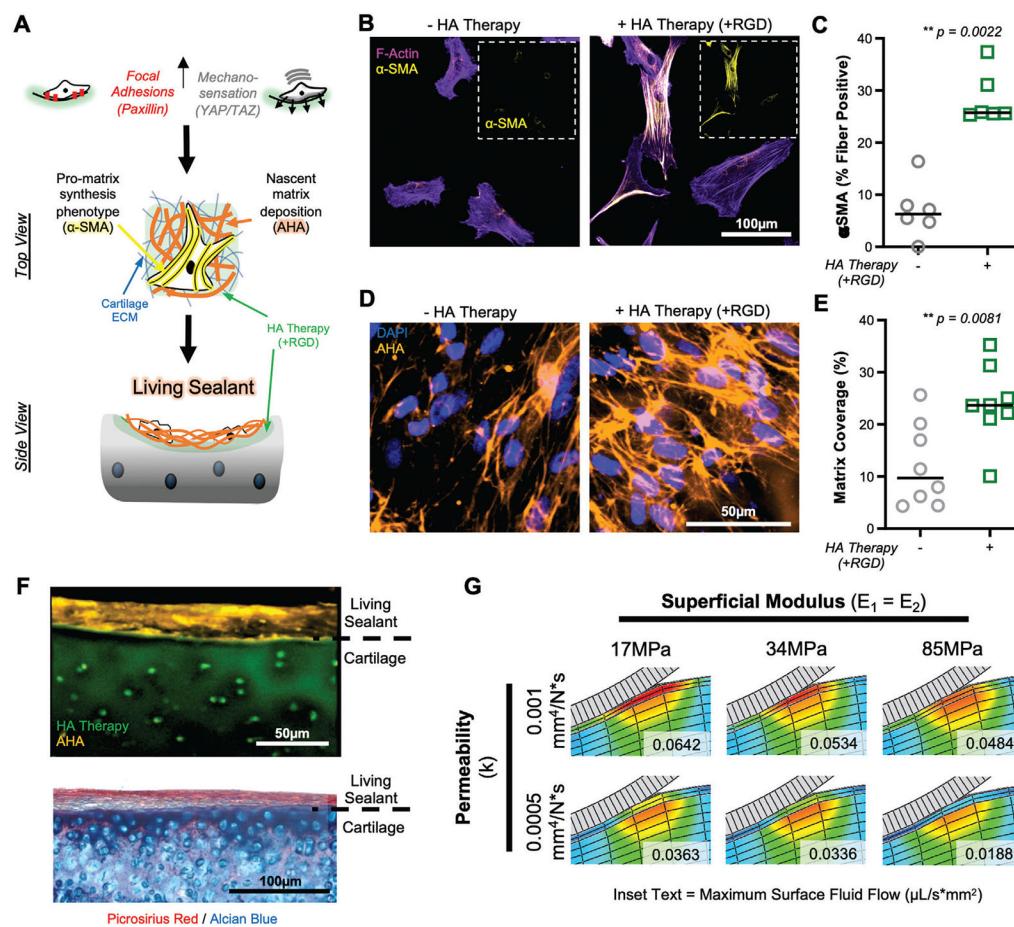 A
Focal
Adhesions
(Paxillin)
Mechano-
sensation
(YAP/TAZ)
Top View
Pro-matrix
synthesis
phenotype
(α-SMA)
Nascent
matrix
deposition
(AHA)
Cartilage
ECM
HA Therapy
(+RGD)
Living Sealant
Side View
B
- HA Therapy
+ HA Therapy (+RGD)
F-Actin
α-SMA
α-SMA
100µm
C
** p = 0.0022
αSMA (% Fiber Positive)
40
30
20
10
0
HA Therapy
(+RGD)
-
+
D
- HA Therapy
+ HA Therapy (+RGD)
DAPI
AHA
50µm
E
** p = 0.0081
Matrix Coverage (%)
40
30
20
10
0
HA Therapy
(+RGD)
-
+
F
Living
Sealant
Cartilage
HA Therapy
AHA
50µm
Living
Sealant
Cartilage
100µm
Picrosirius Red / Alcian Blue
G
Superficial Modulus (E₁ = E₂)
17MPa
34MPa
85MPa
Permeability
(k)
0.001
mm⁴/N*s
0.0642
0.0534
0.0484
0.0005
mm⁴/N*s
0.0363
0.0336
0.0188
Inset Text = Maximum Surface Fluid Flow (µL/s*mm²)